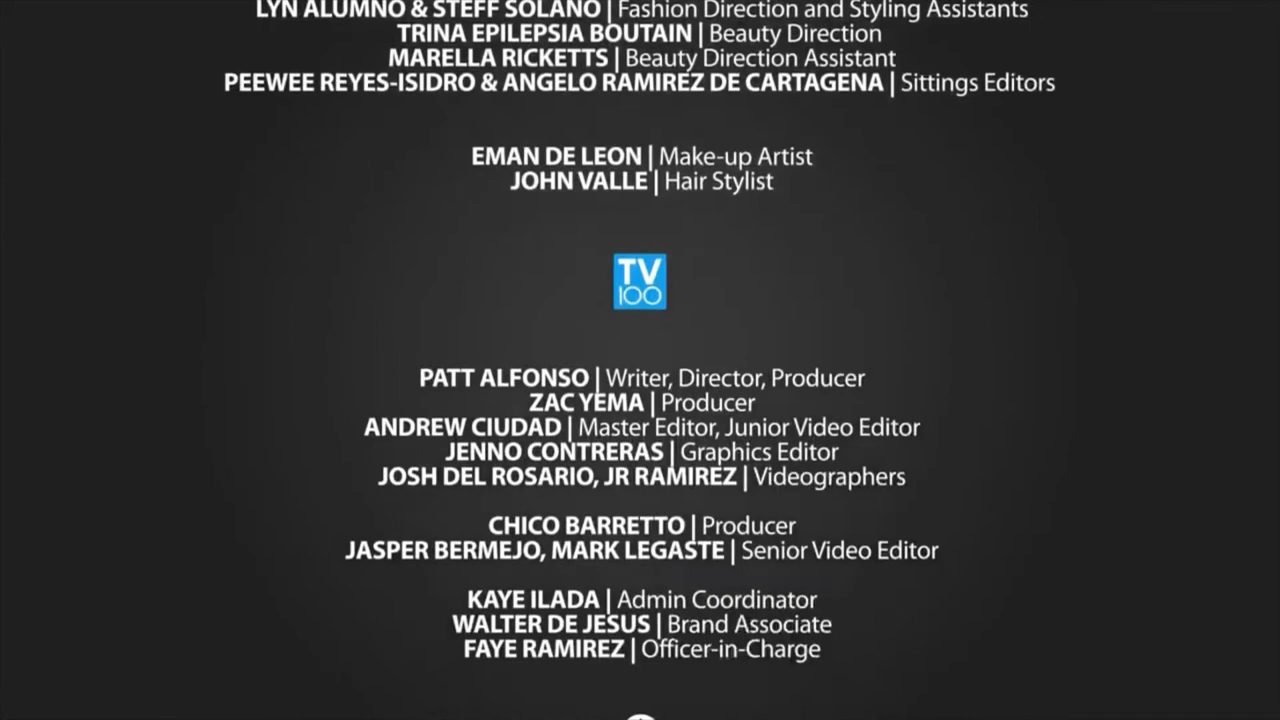 LYN ALUMNO & STEFF SOLANO | Fashion Direction and Styling Assistants
TRINA EPILEPSIA BOUTAIN | Beauty Direction
MARELLA RICKETTS | Beauty Direction Assistant
PEEWEE REYES-ISIDRO & ANGELO RAMIREZ DE CARTAGENA | Sittings Editors
EMAN DE LEON | Make-up Artist
JOHN VALLE | Hair Stylist
TV
100
PATT ALFONSO | Writer, Director, Producer
ZAC YEMA | Producer
ANDREW CIUDAD | Master Editor, Junior Video Editor
JENNO CONTRERAS | Graphics Editor
JOSH DEL ROSARIO, JR RAMIREZ | Videographers
CHICO BARRETTO | Producer
JASPER BERMEJO, MARK LEGASTE | Senior Video Editor
KAYE ILADA | Admin Coordinator
WALTER DE JESUS | Brand Associate
FAYE RAMIREZ | Officer-in-Charge